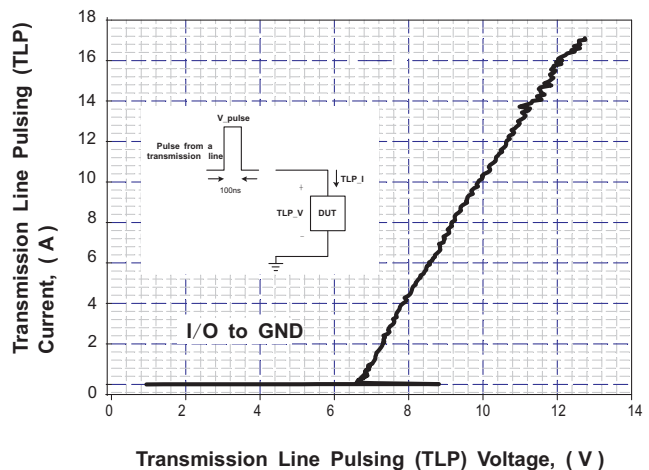 Transmission Line Pulsing (TLP)
Current, ( A )
18
16
14
12
10
8
6
4
2
0
V_pulse
Pulse from a
transmission line
100ns
TLP_I
+
TLP_V
DUT
−
I/O to GND
0 2 4 6 8 10 12 14
Transmission Line Pulsing (TLP) Voltage, ( V )